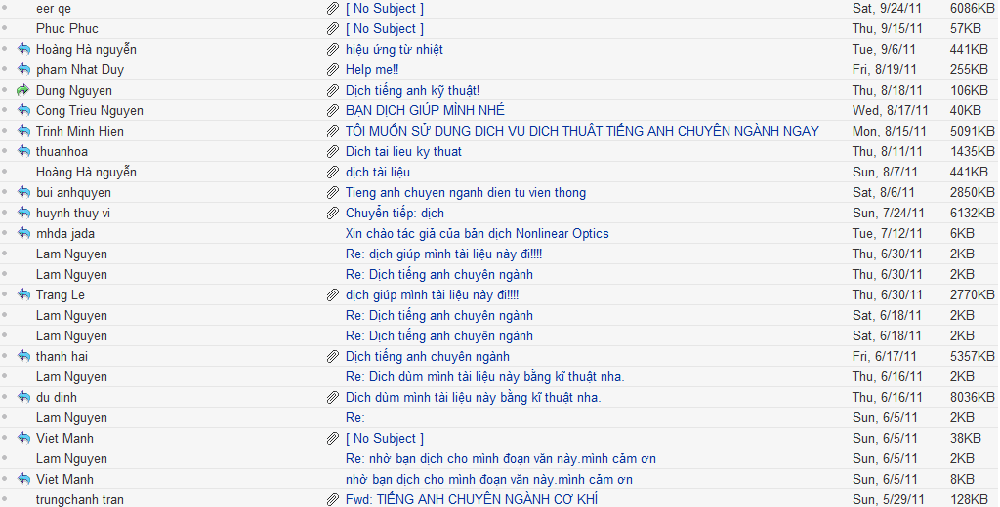 eer qe [ No Subject ] Sat, 9/24/11 6086KB
Phuc Phuc [ No Subject ] Thu, 9/15/11 57KB
Hoàng Hà nguyễn hiệu ứng từ nhiệt Tue, 9/6/11 441KB
pham Nhat Duy Help me!! Fri, 8/19/11 255KB
Dung Nguyen Dịch tiếng anh kỹ thuật! Thu, 8/18/11 106KB
Cong Trieu Nguyen BẠN DỊCH GIÚP MÌNH NHÉ Wed, 8/17/11 40KB
Trinh Minh Hien TÔI MUỐN SỬ DỤNG DỊCH VỤ DỊCH THUẬT TIẾNG ANH CHUYÊN NGÀNH NGAY Mon, 8/15/11 5091KB
thuanhoa Dich tai lieu ky thuat Thu, 8/11/11 1435KB
Hoàng Hà nguyễn dịch tài liệu Sun, 8/7/11 441KB
bui anhquyen Tieng anh chuyen nganh dien tu vien thong Sat, 8/6/11 2850KB
huynh thuy vi Chuyển tiếp: dịch Sun, 7/24/11 6132KB
mhda jada Xin chào tác giả của bản dịch Nonlinear Optics Tue, 7/12/11 6KB
Lam Nguyen Re: dịch giúp mình tài liệu này đi!!!! Thu, 6/30/11 2KB
Lam Nguyen Re: Dịch tiếng anh chuyên ngành Thu, 6/30/11 2KB
Trang Le dịch giúp mình tài liệu này đi!!!! Thu, 6/30/11 2770KB
Lam Nguyen Re: Dịch tiếng anh chuyên ngành Sat, 6/18/11 2KB
Lam Nguyen Re: Dịch tiếng anh chuyên ngành Sat, 6/18/11 2KB
thanh hai Dịch tiếng anh chuyên ngành Fri, 6/17/11 5357KB
Lam Nguyen Re: Dich dùm mình tài liệu này bằng kĩ thuật nha. Thu, 6/16/11 2KB
du dinh Dich dùm mình tài liệu này bằng kĩ thuật nha. Thu, 6/16/11 8036KB
Lam Nguyen Re: Sun, 6/5/11 2KB
Viet Manh [ No Subject ] Sun, 6/5/11 38KB
Lam Nguyen Re: nhờ bạn dịch cho mình đoạn văn này.mình cảm ơn Sun, 6/5/11 2KB
Viet Manh nhờ bạn dịch cho mình đoạn văn này.mình cảm ơn Sun, 6/5/11 8KB
trungchanh tran Fwd: TIẾNG ANH CHUYÊN NGÀNH CƠ KHÍ Sun, 5/29/11 128KB